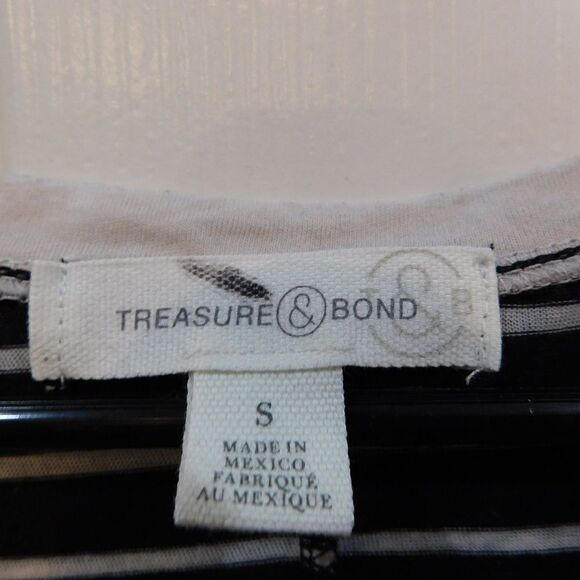 TREASURE & BOND
T & B
S
MADE IN
MEXICO
FABRIQUÉ
AU MEXIQUE